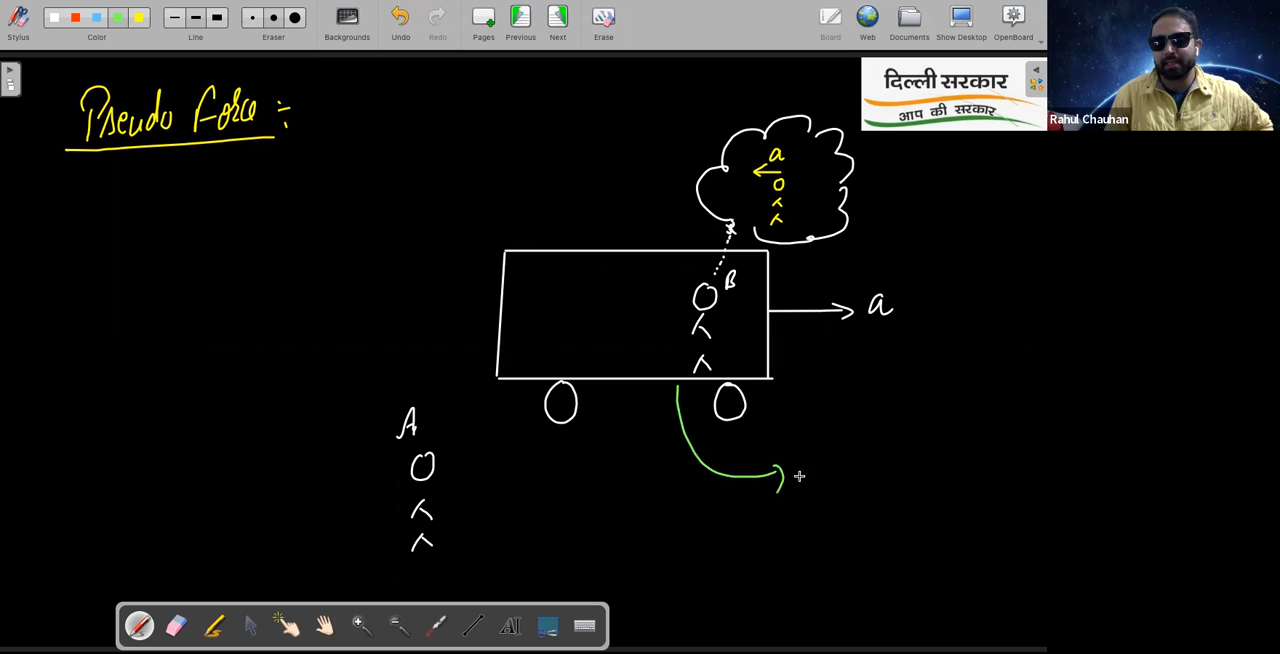 Stylus
Color
Line
Eraser
Backgrounds
Undo
Redo
Pages
Previous
Next
Erase
Board
Web
Documents
Show Desktop
OpenBoard
Pseudo Force :
दिल्ली सरकार
आप की सरकार
Rahul Chauhan
a
B
a
A
AI